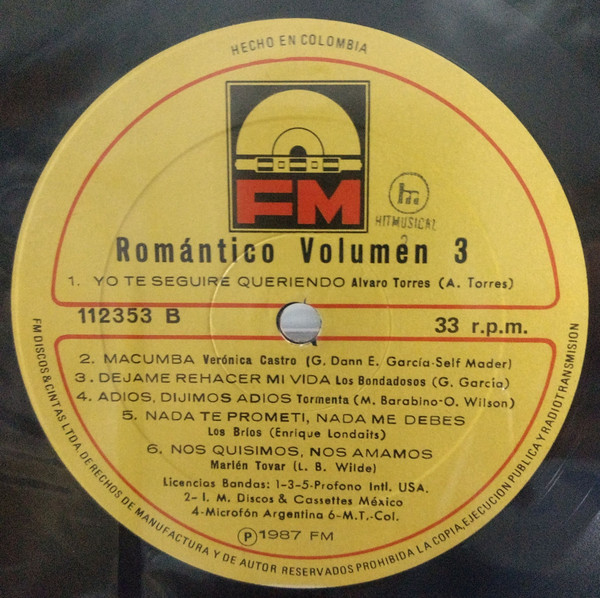 HECHO EN COLOMBIA
FM
m
HITMUSICAL
2
Romántico Volumen 3
1. YO TE SEGUIRE QUERIENDO Alvaro Torres (A. Torres)
112353 B
33 r.p.m.
2. MACUMBA Verónica Castro (G. Dann E. García-Self Mader)
3. DEJAME REHACER MI VIDA Los Bondadosos (G. Garcia)
4. ADIOS, DIJIMOS ADIOS Tormenta (M. Barabino-O. Wilson)
5. NADA TE PROMETI, NADA ME DEBES
Los Bríos (Enrique Londaits)
6. NOS QUISIMOS, NOS AMAMOS
Marlén Tovar (L. B. Wilde)
Licencias Bandas: 1-3-5-Profono Intl. USA.
2-I. M. Discos & Cassettes México
4-Microfón Argentina 6-M.T.-Col.
Ⓟ 1987 FM
FM DISCOS & CINTAS LTDA. DERECHOS DE MANUFACTURA Y DE AUTOR RESERVADOS PROHIBIDA LA COPIA, EJECUCION PUBLICA Y RADIOTRANSMISION